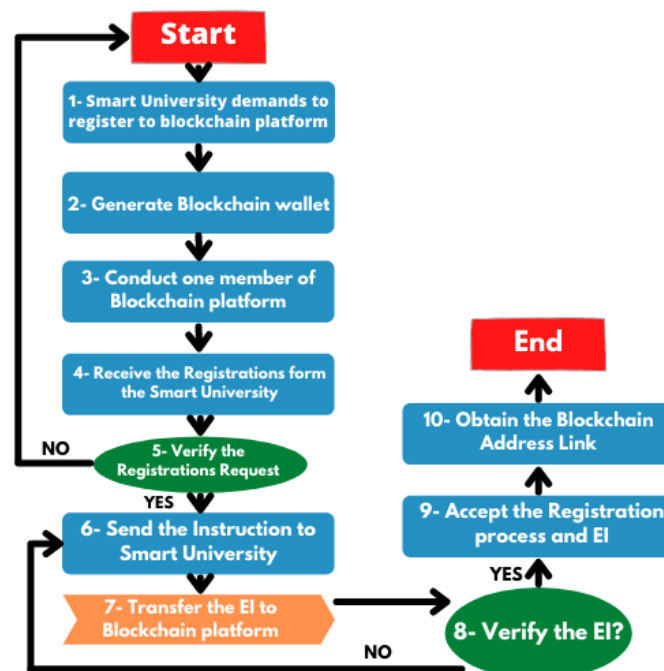 Start
1- Smart University demands to
register to blockchain platform
2- Generate Blockchain wallet
3- Conduct one member of
Blockchain platform
4- Receive the Registrations form
the Smart University
5- Verify the
Registrations Request
NO
YES
6- Send the Instruction to
Smart University
7- Transfer the EI to
Blockchain platform
8- Verify the EI?
NO
YES
9- Accept the Registration
process and EI
10- Obtain the Blockchain
Address Link
End